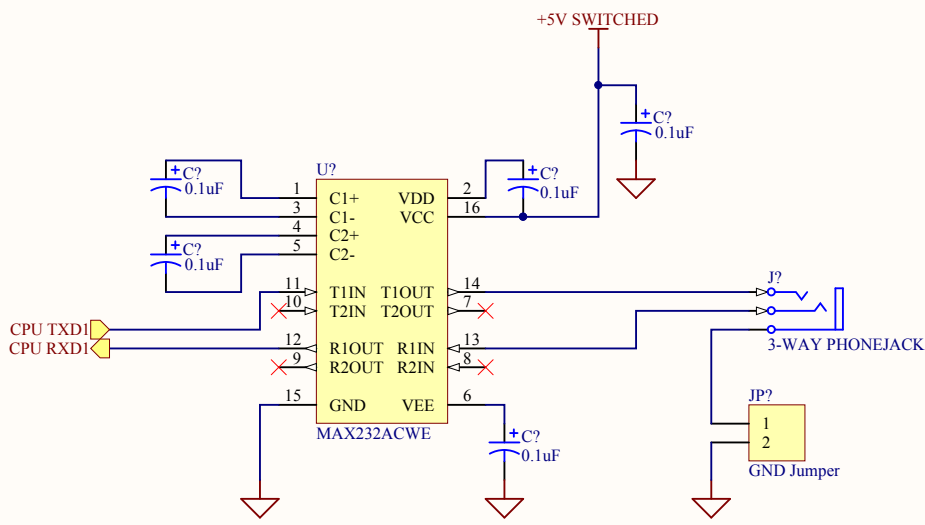 +5V SWITCHED
+ C?
0.1uF
U?
+ C?
0.1uF
+ C?
0.1uF
1 C1+ VDD 2
3 C1- VCC 16
4 C2+
5 C2-
+ C?
0.1uF
11 T1IN T1OUT 14
10 T2IN T2OUT 7
J?
CPU TXD1
CPU RXD1
12 R1OUT R1IN 13
9 R2OUT R2IN 8
3-WAY PHONEJACK
15 GND VEE 6
MAX232ACWE
+ C?
0.1uF
JP?
1
2
GND Jumper